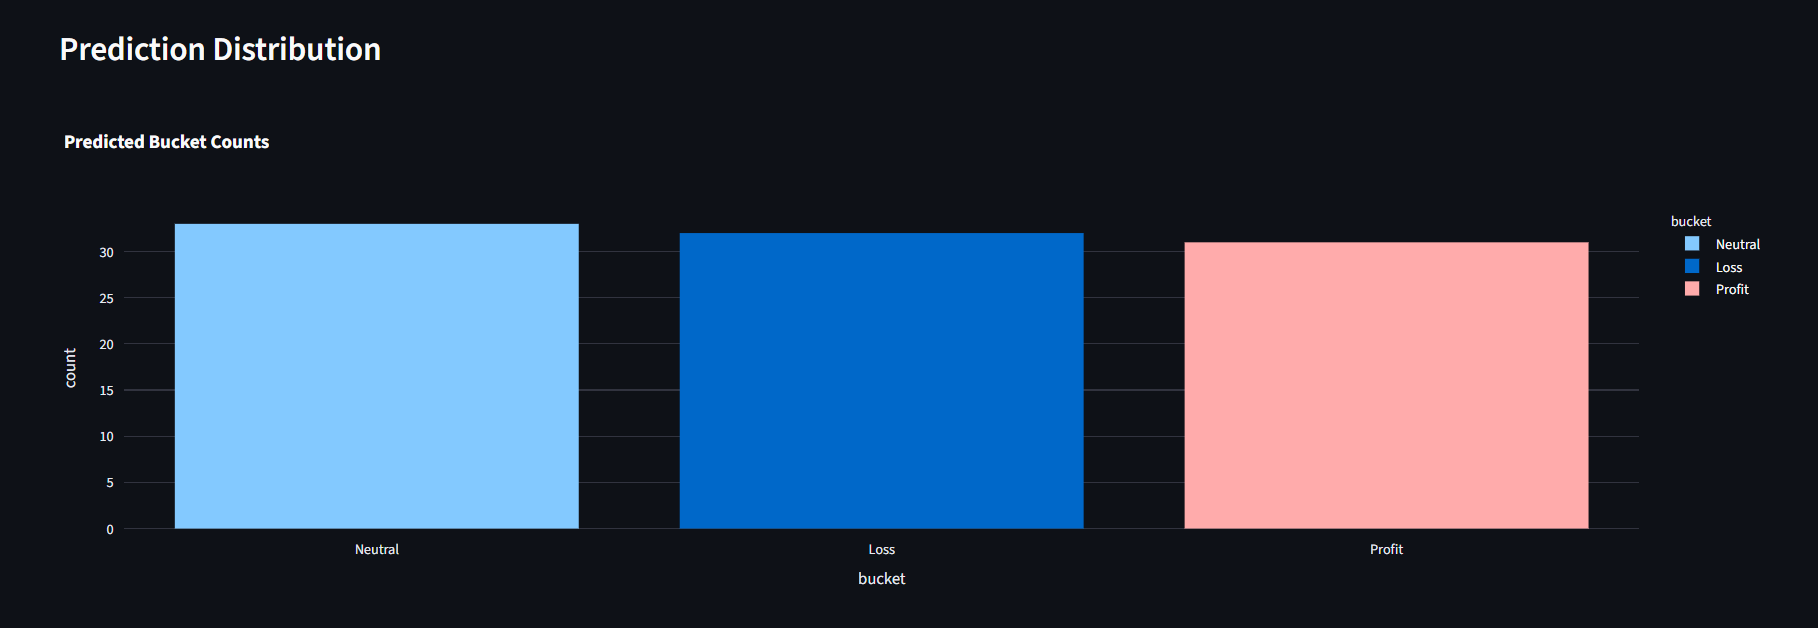 Prediction Distribution
Predicted Bucket Counts
bucket
Neutral
Loss
Profit
30
25
20
15
10
5
0
count
Neutral
Loss
Profit
bucket